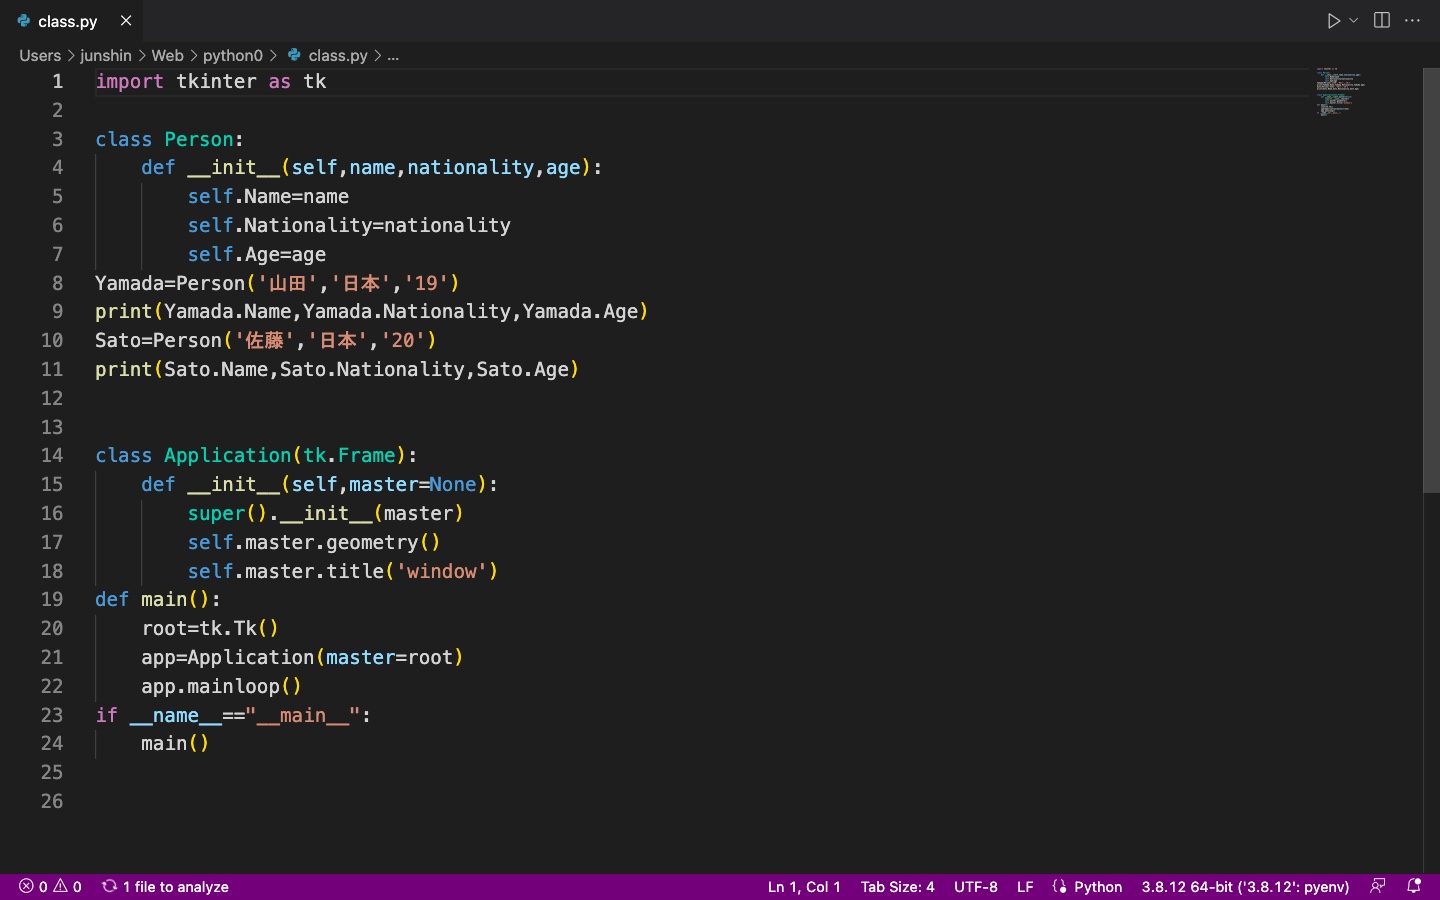 class.py
Users > junshin > Web > python0 > class.py > ...
1 import tkinter as tk
2
3 class Person:
4     def __init__(self,name,nationality,age):
5         self.Name=name
6         self.Nationality=nationality
7         self.Age=age
8 Yamada=Person('山田','日本','19')
9 print(Yamada.Name,Yamada.Nationality,Yamada.Age)
10 Sato=Person('佐藤','日本','20')
11 print(Sato.Name,Sato.Nationality,Sato.Age)
12
13
14 class Application(tk.Frame):
15     def __init__(self,master=None):
16         super().__init__(master)
17         self.master.geometry()
18         self.master.title('window')
19 def main():
20     root=tk.Tk()
21     app=Application(master=root)
22     app.mainloop()
23 if __name__=="__main__":
24     main()
25
26
0 0 1 file to analyze Ln 1, Col 1 Tab Size: 4 UTF-8 LF Python 3.8.12 64-bit ('3.8.12': pyenv)